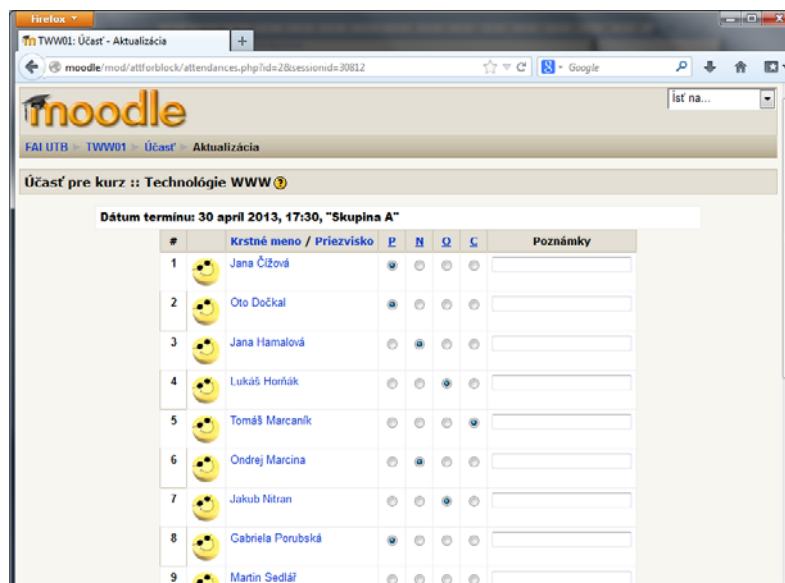 Firefox
TWW01: Účasť - Aktualizácia
moodle/mod/attforblock/attendances.php?id=2&sessionid=30812
Google
moodle
Ísť na...
FAI UTB ► TWW01 ► Účasť ► Aktualizácia
Účasť pre kurz :: Technológie WWW
Dátum termínu: 30 apríl 2013, 17:30, "Skupina A"
# Krstné meno / Priezvisko P N O C Poznámky
1 Jana Čížová
2 Oto Dočkal
3 Jana Hamalová
4 Lukáš Horňák
5 Tomáš Marcaník
6 Ondrej Marcina
7 Jakub Nitran
8 Gabriela Porubská
9 Martin Sedlář